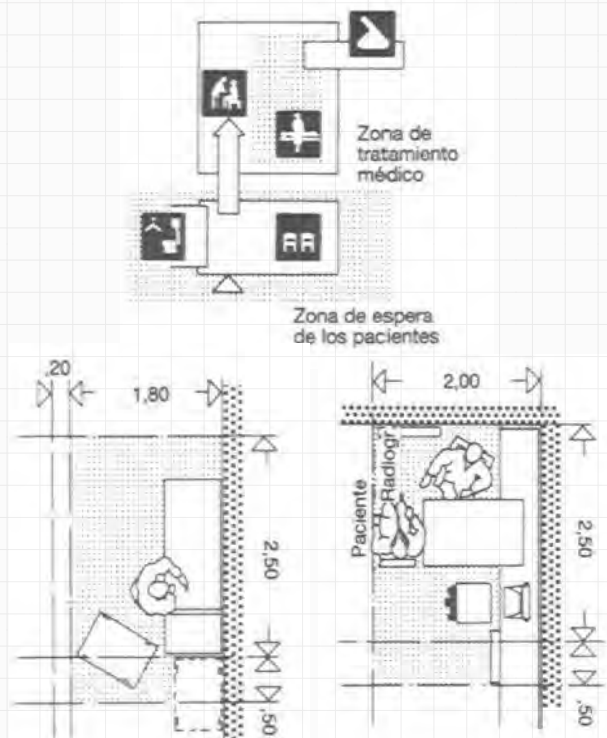 Zona de
tratamiento
médico
Zona de espera
de los pacientes
,20
1,80
2,50
,50
2,00
Paciente
Radiogr
2,50
,50